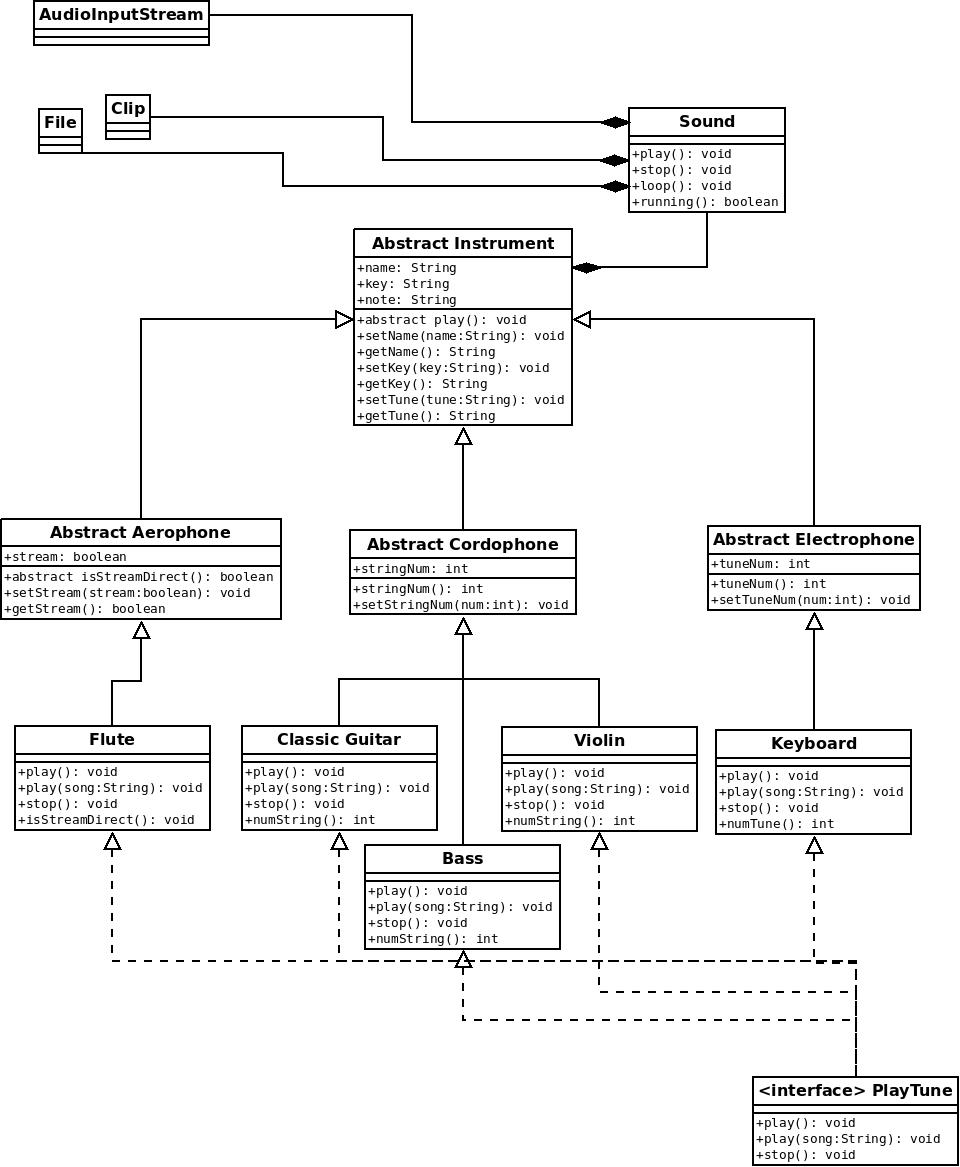 AudioInputStream
Clip
File
Sound
+play(): void
+stop(): void
+loop(): void
+running(): boolean
Abstract Instrument
+name: String
+key: String
+note: String
+abstract play(): void
+setName(name:String): void
+getName(): String
+setKey(key:String): void
+getKey(): String
+setTune(tune:String): void
+getTune(): String
Abstract Aerophone
+stream: boolean
+abstract isStreamDirect(): boolean
+setStream(stream:boolean): void
+getStream(): boolean
Abstract Cordophone
+stringNum: int
+stringNum(): int
+setStringNum(num:int): void
Abstract Electrophone
+tuneNum: int
+tuneNum(): int
+setTuneNum(num:int): void
Flute
+play(): void
+play(song:String): void
+stop(): void
+isStreamDirect(): void
Classic Guitar
+play(): void
+play(song:String): void
+stop(): void
+numString(): int
Violin
+play(): void
+play(song:String): void
+stop(): void
+numString(): int
Keyboard
+play(): void
+play(song:String): void
+stop(): void
+numTune(): int
Bass
+play(): void
+play(song:String): void
+stop(): void
+numString(): int
<interface> PlayTune
+play(): void
+play(song:String): void
+stop(): void